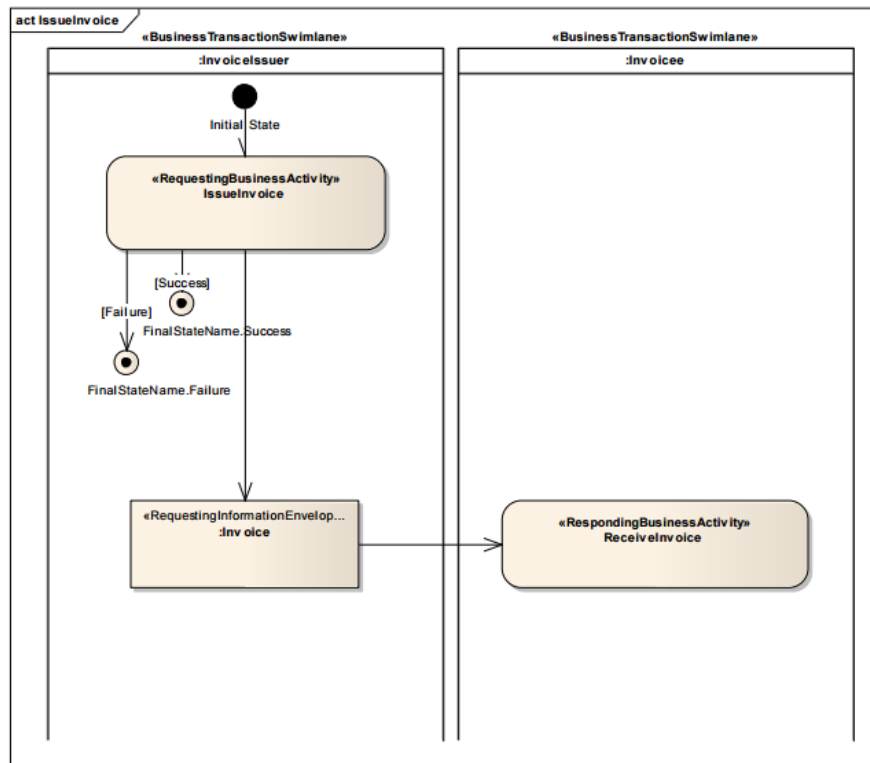 act IssueInvoice
«BusinessTransactionSwimlane»
:InvoiceIssuer
«BusinessTransactionSwimlane»
:Invoicee
Initial State
«RequestingBusinessActivity»
IssueInvoice
[Success]
[Failure]
FinalStateName.Success
FinalStateName.Failure
«RequestingInformationEnvelop...
:Invoice
«RespondingBusinessActivity»
ReceiveInvoice